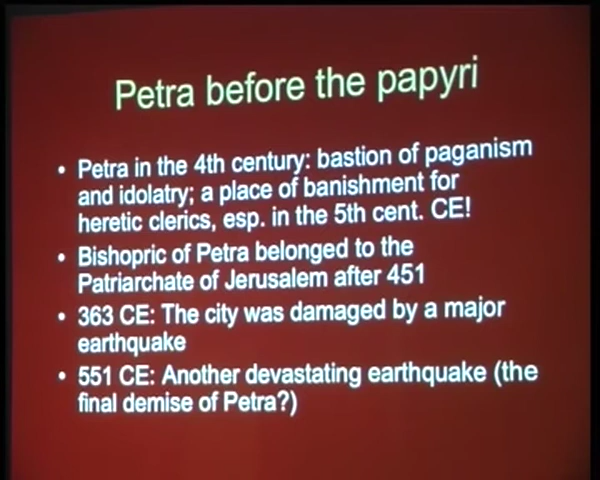 Petra before the papyri
• Petra in the 4th century: bastion of paganism
and idolatry; a place of banishment for
heretic clerics, esp. in the 5th cent. CE!
• Bishopric of Petra belonged to the
Patriarchate of Jerusalem after 451
• 363 CE: The city was damaged by a major
earthquake
• 551 CE: Another devastating earthquake (the
final demise of Petra?)